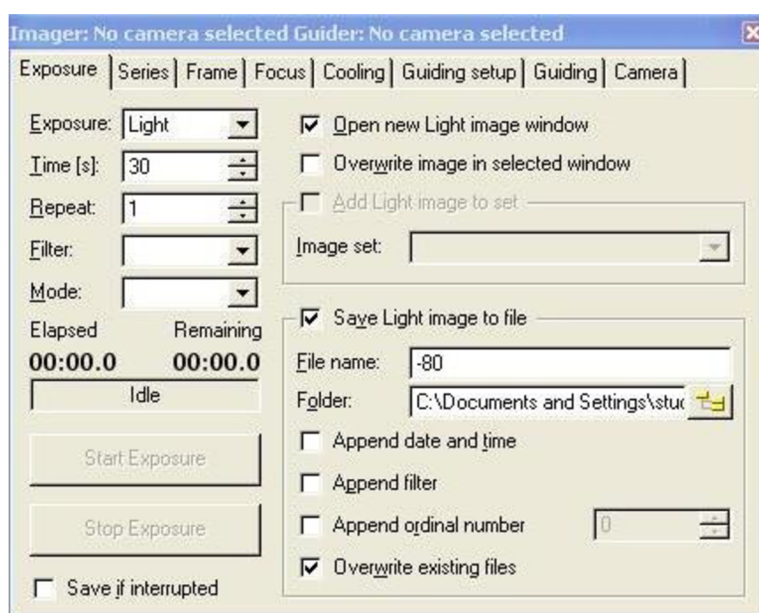 Imager: No camera selected Guider: No camera selected
Exposure Series Frame Focus Cooling Guiding setup Guiding Camera
Exposure: Light
Time [s]: 30
Repeat: 1
Filter:
Mode:
Elapsed Remaining
00:00.0 00:00.0
Idle
Start Exposure
Stop Exposure
Save if interrupted
Open new Light image window
Overwrite image in selected window
Add Light image to set
Image set:
Save Light image to file
File name: -80
Folder: C:\Documents and Settings\stud
Append date and time
Append filter
Append ordinal number 0
Overwrite existing files